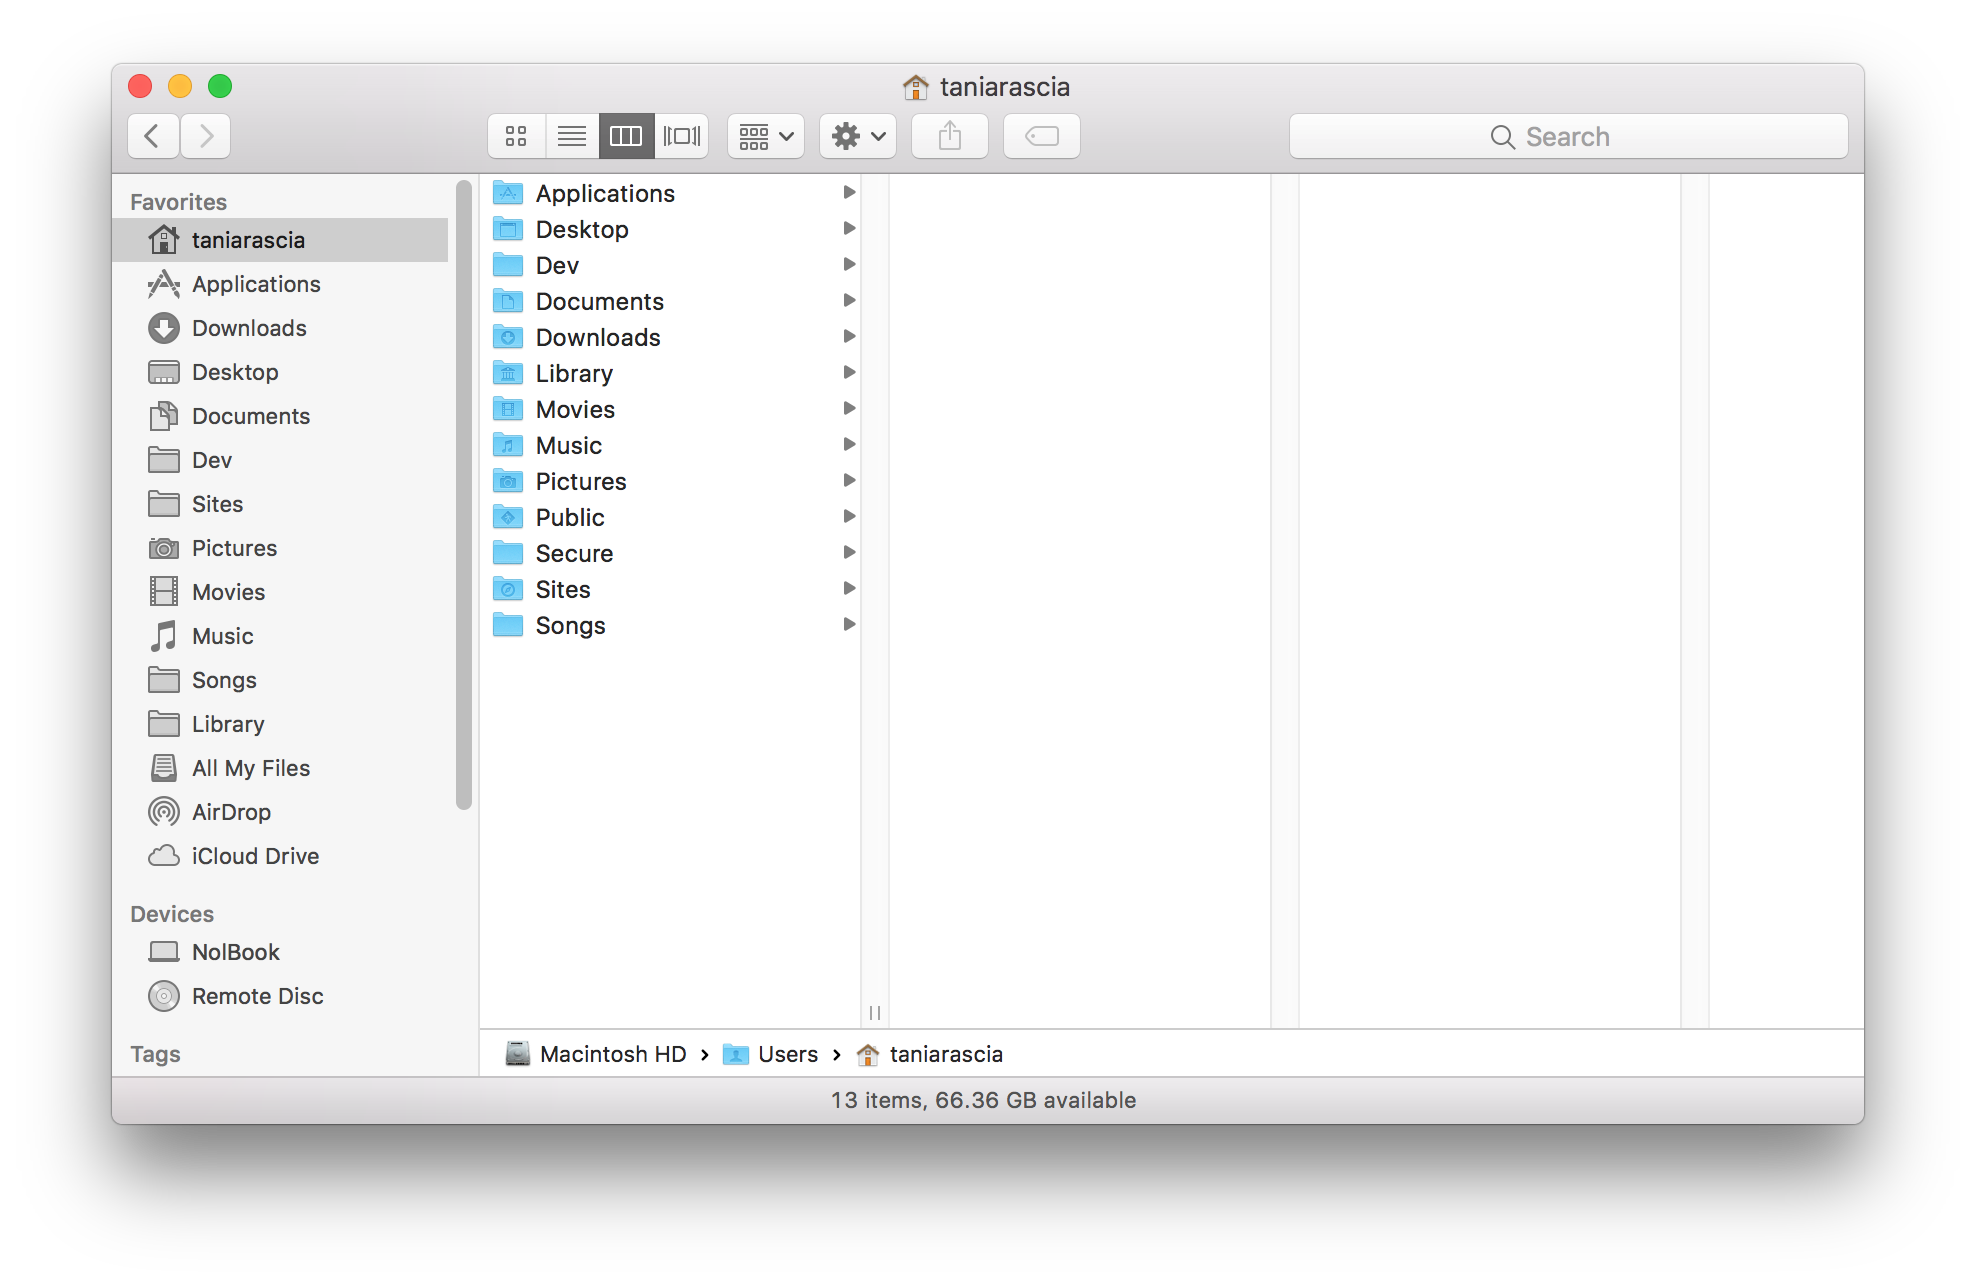 taniarascia
Search
Favorites
taniarascia
Applications
Downloads
Desktop
Documents
Dev
Sites
Pictures
Movies
Music
Songs
Library
All My Files
AirDrop
iCloud Drive
Devices
NolBook
Remote Disc
Tags
Applications
Desktop
Dev
Documents
Downloads
Library
Movies
Music
Pictures
Public
Secure
Sites
Songs
Macintosh HD › Users › taniarascia
13 items, 66.36 GB available